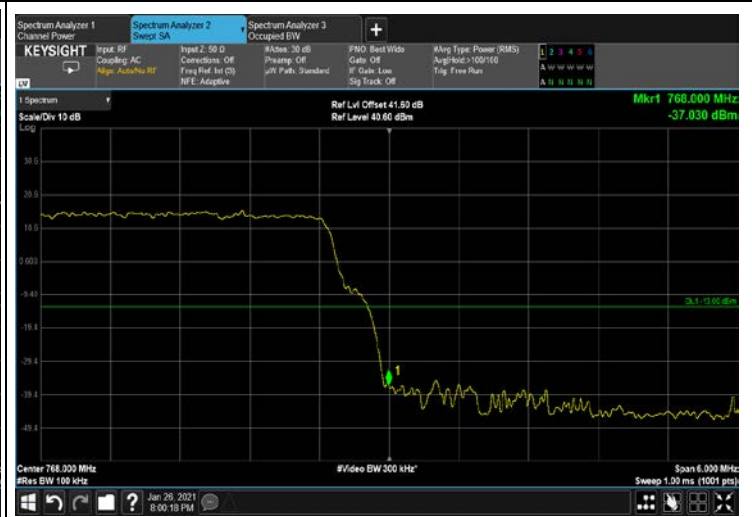 Spectrum Analyzer 1
Channel Power
Spectrum Analyzer 2
Swept SA
Spectrum Analyzer 3
Occupied BW
+
KEYSIGHT
Input: RF
Coupling: AC
Align: Auto/No RF
Input Z: 50 Ω
Corrections: Off
Freq Ref: Int (S)
NFE: Adaptive
#Atten: 30 dB
Preamp: Off
µW Path: Standard
PNO: Best Wide
Gate: Off
IF Gain: Low
Sig Track: Off
#Avg Type: Power (RMS)
Avg|Hold:>100/100
Trig: Free Run
1 2 3 4 5 6
A W W W W W
A N N N N N
1 Spectrum
Scale/Div 10 dB
Log
Ref Lvl Offset 41.60 dB
Ref Level 40.60 dBm
Mkr1 768.000 MHz
-37.030 dBm
30.6
20.6
10.6
0.600
-9.40
-19.4
-29.4
-39.4
-49.4
DL1 -13.00 dBm
1
Center 768.000 MHz
#Res BW 100 kHz
#Video BW 300 kHz*
Span 6.000 MHz
Sweep 1.00 ms (1001 pts)
?
Jan 26, 2021
8:00:18 PM